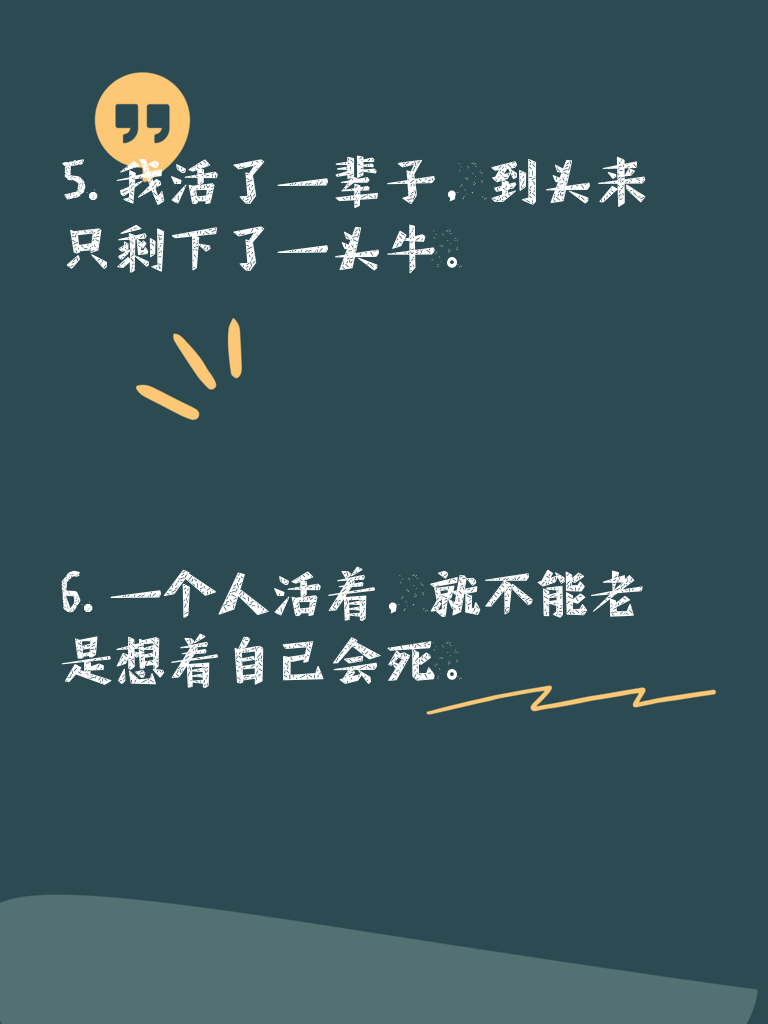 5. 我活了一辈子，到头来
只剩下了一头牛。
6. 一个人活着，就不能老
是想着自己会死。